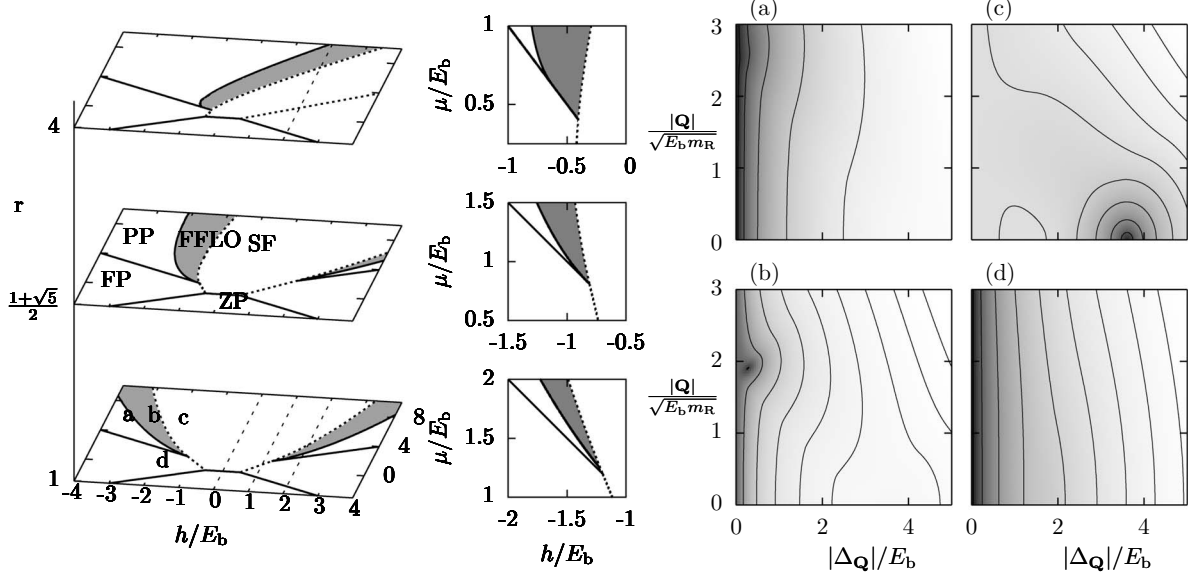 r
4
1+√5
2
1
PP
FFLO
SF
FP
ZP
a
b
c
d
8
4
0
-4
-3
-2
-1
0
1
2
3
4
h/E_b
μ/E_b
1
0.5
-1
-0.5
0
μ/E_b
1.5
1
0.5
-1.5
-1
-0.5
μ/E_b
2
1.5
1
-2
-1.5
-1
h/E_b
(a)
(c)
|Q|
√E_b m_R
3
2
1
0
(b)
(d)
|Q|
√E_b m_R
3
2
1
0
0
2
4
|Δ_Q|/E_b
0
2
4
|Δ_Q|/E_b